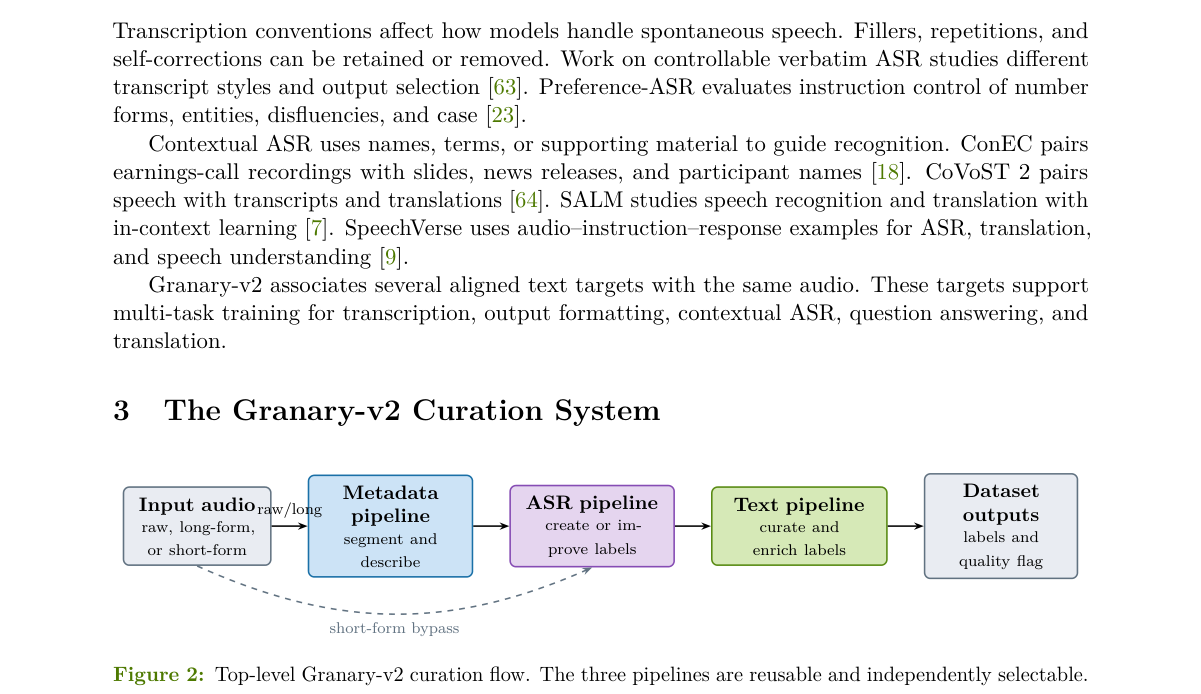 Transcription conventions affect how models handle spontaneous speech. Fillers, repetitions, and
self-corrections can be retained or removed. Work on controllable verbatim ASR studies different
transcript styles and output selection [63]. Preference-ASR evaluates instruction control of number
forms, entities, disfluencies, and case [23].
Contextual ASR uses names, terms, or supporting material to guide recognition. ConEC pairs
earnings-call recordings with slides, news releases, and participant names [18]. CoVoST 2 pairs
speech with transcripts and translations [64]. SALM studies speech recognition and translation with
in-context learning [7]. SpeechVerse uses audio–instruction–response examples for ASR, translation,
and speech understanding [9].
Granary-v2 associates several aligned text targets with the same audio. These targets support
multi-task training for transcription, output formatting, contextual ASR, question answering, and
translation.
3 The Granary-v2 Curation System
Input audio
raw, long-form,
or short-form
raw/long
Metadata
pipeline
segment and
describe
ASR pipeline
create or im-
prove labels
Text pipeline
curate and
enrich labels
Dataset
outputs
labels and
quality flag
short-form bypass
Figure 2: Top-level Granary-v2 curation flow. The three pipelines are reusable and independently selectable.